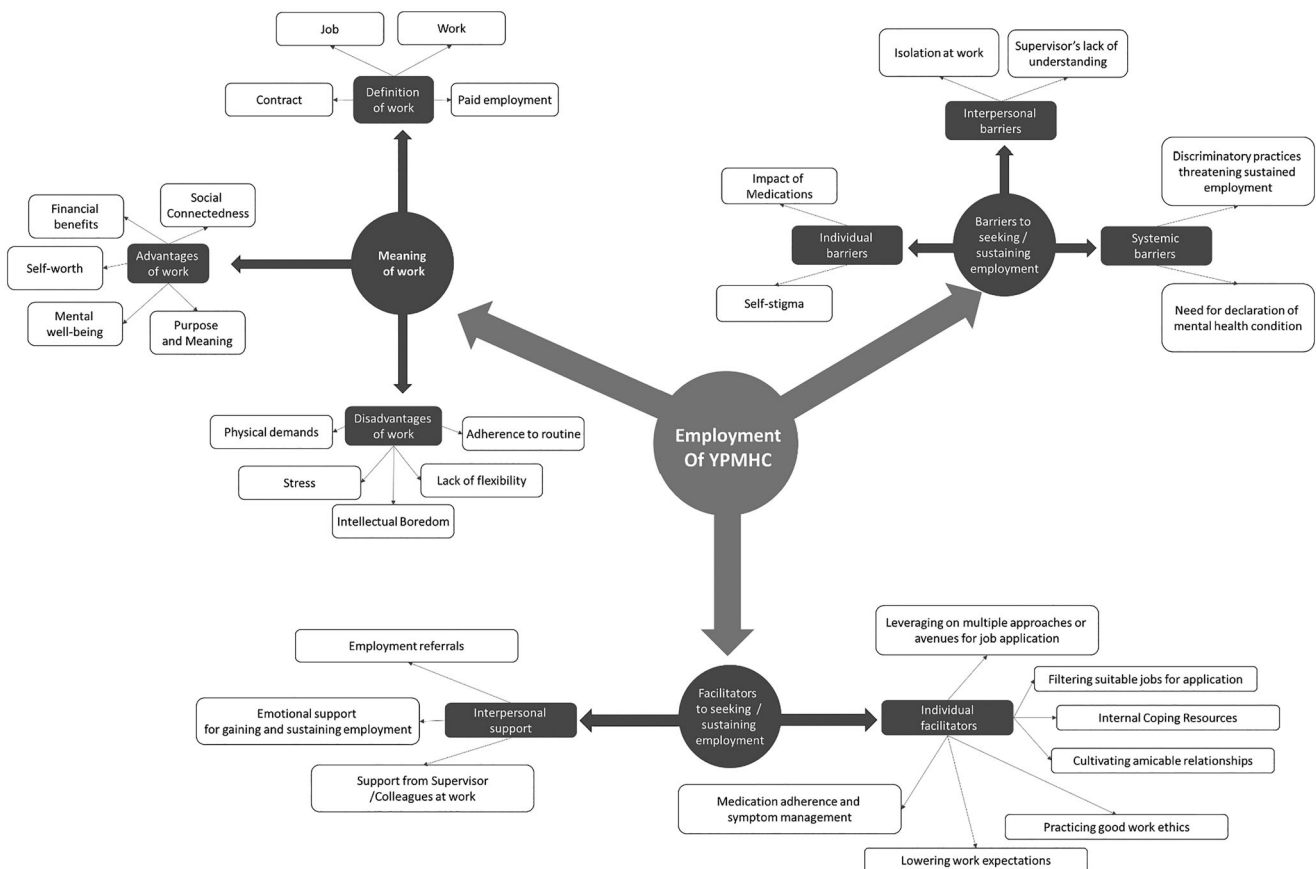 Job
Work
Contract
Definition
of work
Paid employment
Financial
benefits
Social
Connectedness
Self-worth
Advantages
of work
Mental
well-being
Purpose
and Meaning
Meaning
of work
Physical demands
Disadvantages
of work
Adherence to routine
Stress
Lack of flexibility
Intellectual Boredom
Isolation at work
Supervisor's lack of
understanding
Interpersonal
barriers
Impact of
Medications
Individual
barriers
Self-stigma
Barriers to
seeking /
sustaining
employment
Discriminatory practices
threatening sustained
employment
Systemic
barriers
Need for declaration of
mental health condition
Employment
Of YPMHC
Employment referrals
Emotional support
for gaining and sustaining employment
Interpersonal
support
Support from Supervisor
/Colleagues at work
Facilitators
to seeking /
sustaining
employment
Leveraging on multiple approaches or
avenues for job application
Individual
facilitators
Filtering suitable jobs for application
Internal Coping Resources
Cultivating amicable relationships
Medication adherence and
symptom management
Practicing good work ethics
Lowering work expectations